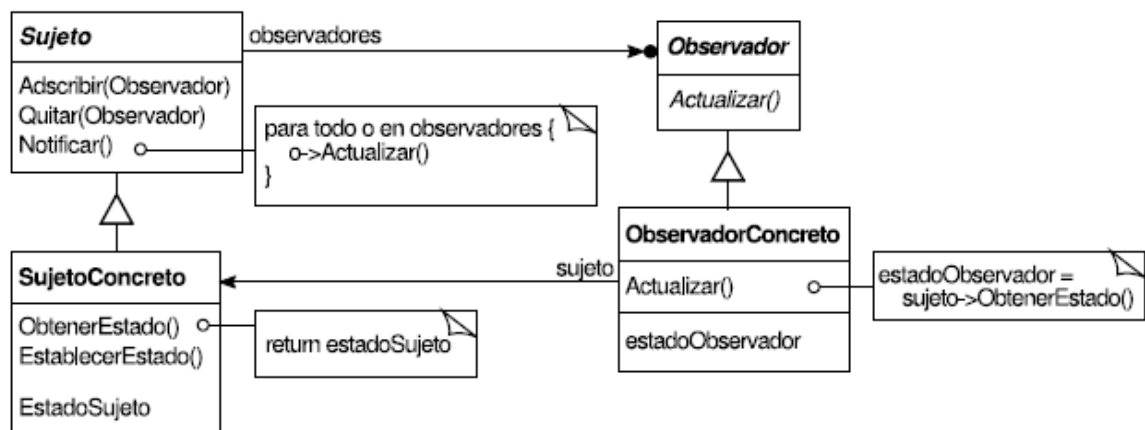 Sujeto
Adscribir(Observador)
Quitar(Observador)
Notificar()
observadores
para todo o en observadores {
o->Actualizar()
}
Observador
Actualizar()
SujetoConcreto
ObtenerEstado()
EstablecerEstado()
EstadoSujeto
return estadoSujeto
sujeto
ObservadorConcreto
Actualizar()
estadoObservador
estadoObservador =
sujeto->ObtenerEstado()